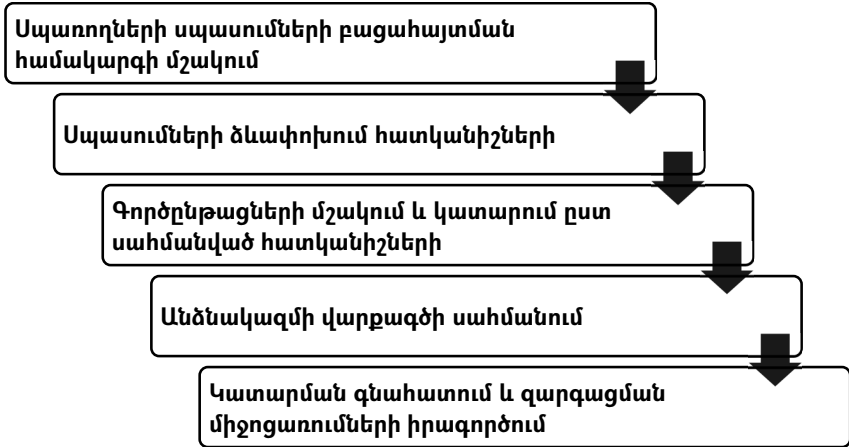 Սպառողների սպասումների բացահայտման
համակարգի մշակում
Սպասումների ձևափոխում հատկանիշների
Գործընթացների մշակում և կատարում ըստ
սահմանված հատկանիշների
Անձնակազմի վարքագծի սահմանում
Կատարման գնահատում և զարգացման
միջոցառումների իրագործում